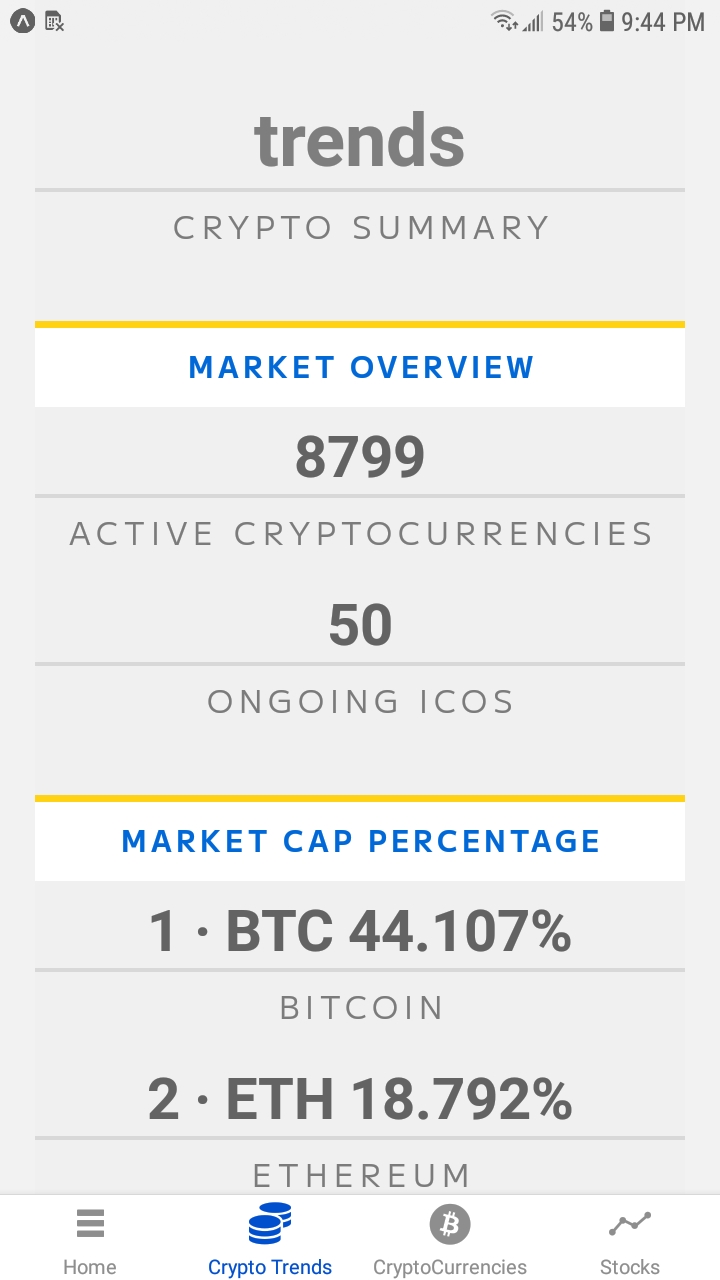 54% 9:44 PM
trends
CRYPTO SUMMARY
MARKET OVERVIEW
8799
ACTIVE CRYPTOCURRENCIES
50
ONGOING ICOS
MARKET CAP PERCENTAGE
1 · BTC 44.107%
BITCOIN
2 · ETH 18.792%
ETHEREUM
Home Crypto Trends CryptoCurrencies Stocks